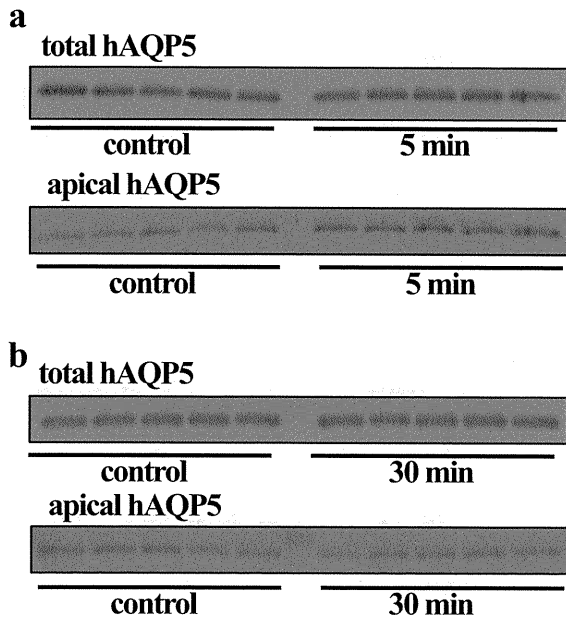 a
total hAQP5
control 5 min
apical hAQP5
control 5 min
b
total hAQP5
control 30 min
apical hAQP5
control 30 min